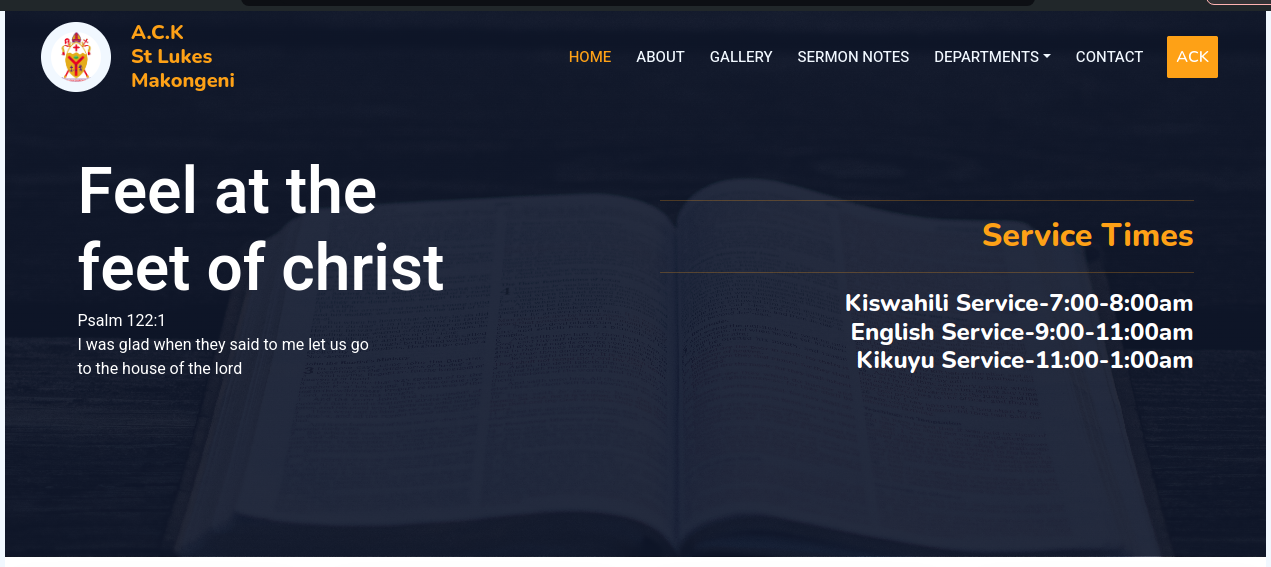 A.C.K
St Lukes
Makongeni
HOME ABOUT GALLERY SERMON NOTES DEPARTMENTS CONTACT ACK
Feel at the
feet of christ
Psalm 122:1
I was glad when they said to me let us go
to the house of the lord
Service Times
Kiswahili Service-7:00-8:00am
English Service-9:00-11:00am
Kikuyu Service-11:00-1:00am